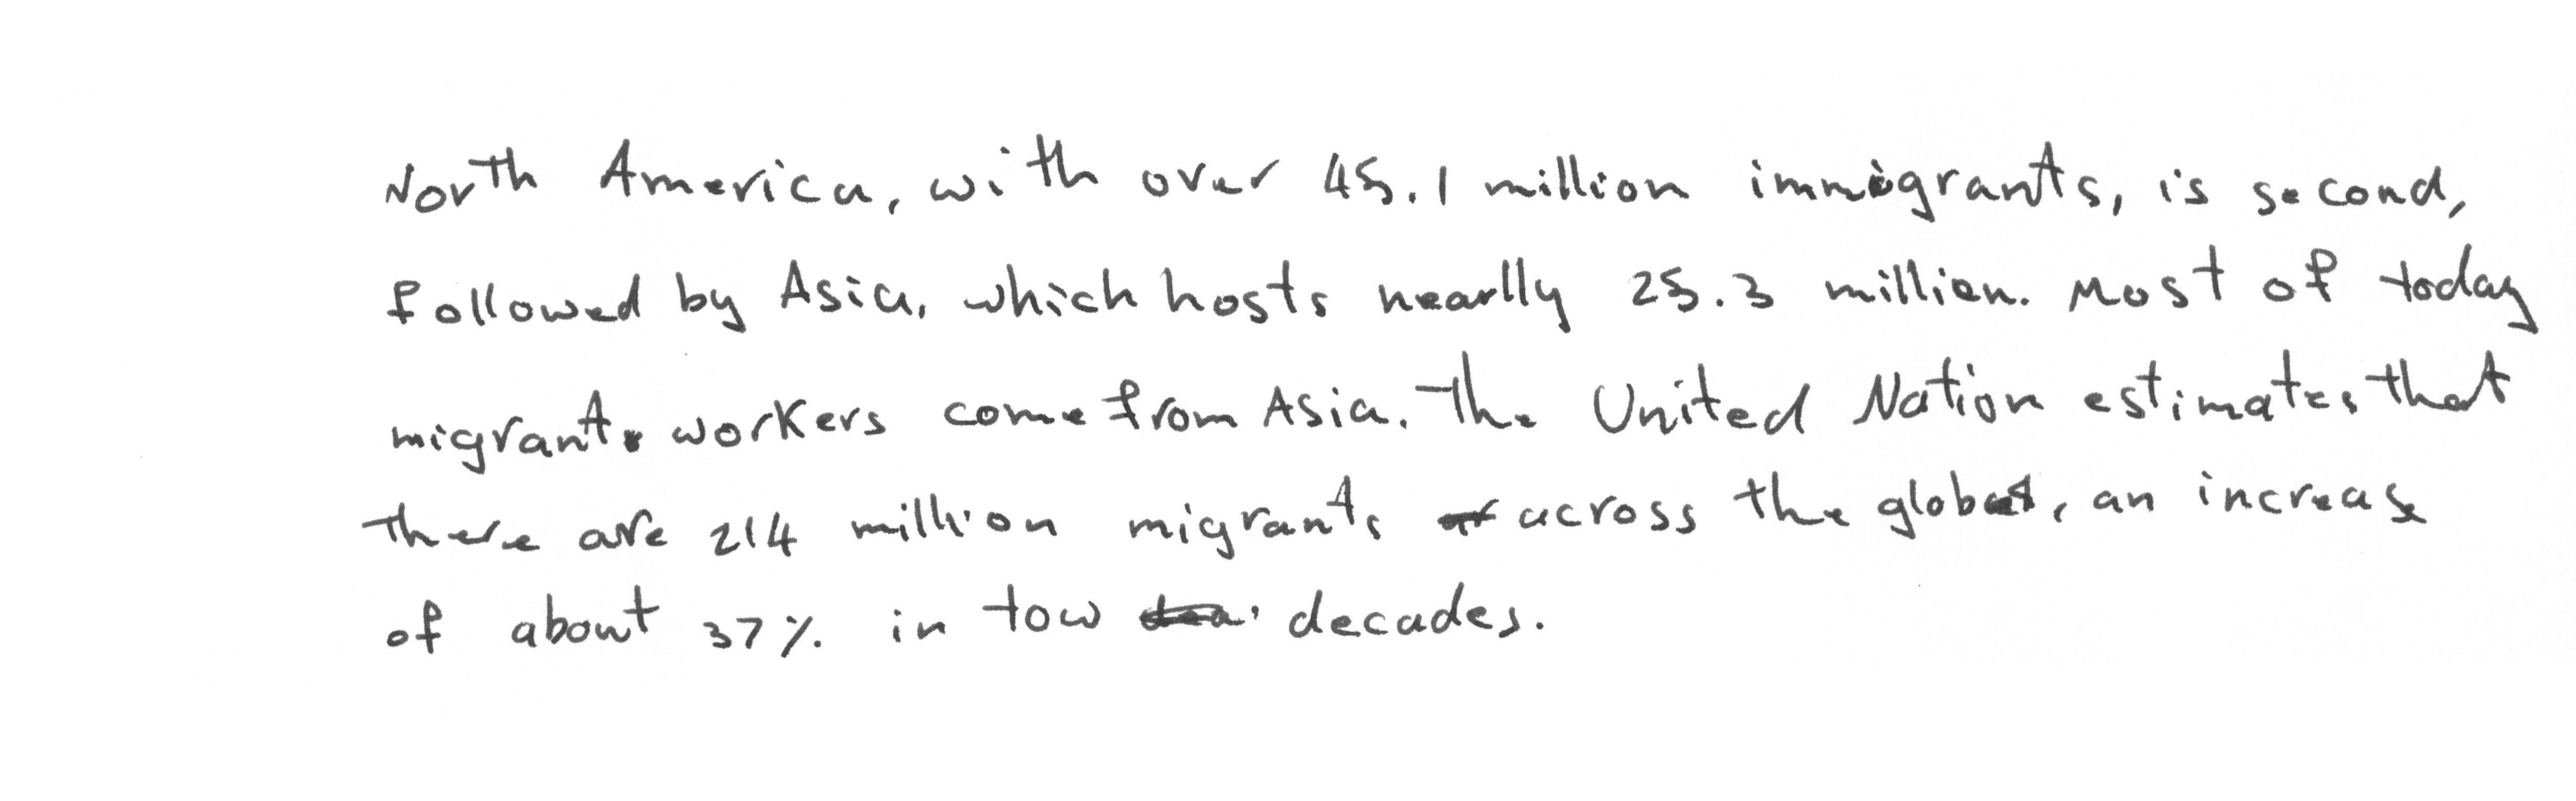 North America, with over 45.1 million immigrants, is second,
followed by Asia, which hosts nearlly 25.3 million. Most of today
migrant workers come from Asia. The United Nation estimates that
there are 214 million migrants across the globe, an increase
of about 37% in tow decades.